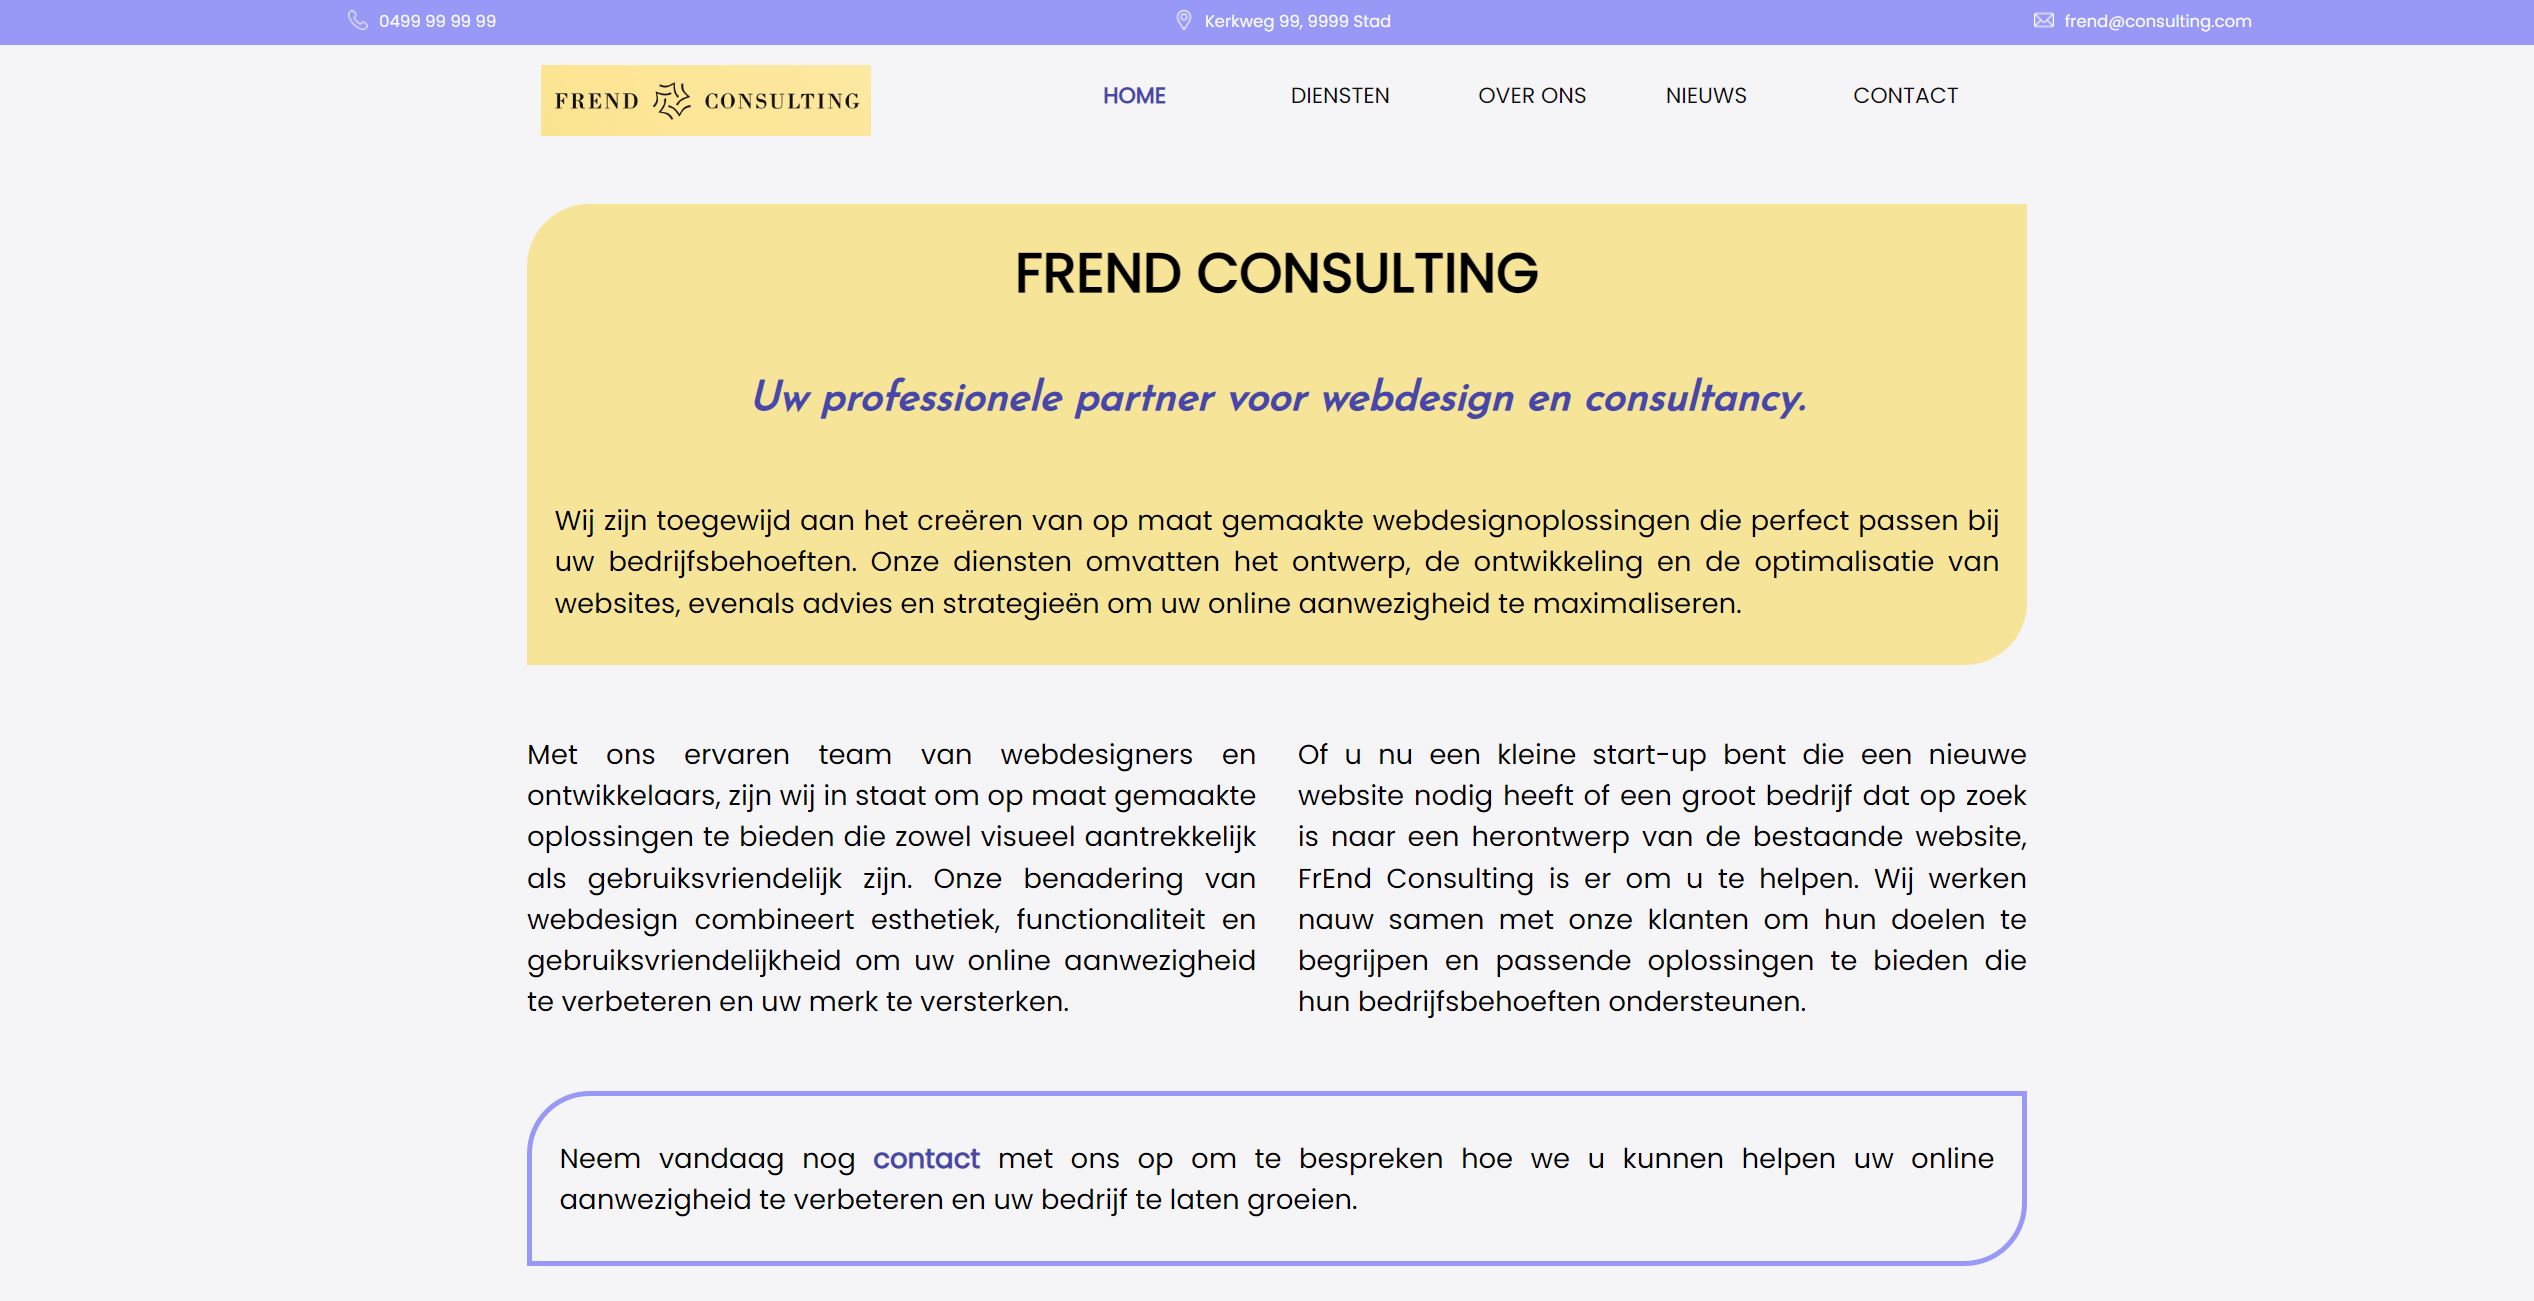 0499 99 99 99
Kerkweg 99, 9999 Stad
frend@consulting.com
FREND CONSULTING
HOME
DIENSTEN
OVER ONS
NIEUWS
CONTACT
FREND CONSULTING
Uw professionele partner voor webdesign en consultancy.
Wij zijn toegewijd aan het creëren van op maat gemaakte webdesignoplossingen die perfect passen bij
uw bedrijfsbehoeften. Onze diensten omvatten het ontwerp, de ontwikkeling en de optimalisatie van
websites, evenals advies en strategieën om uw online aanwezigheid te maximaliseren.
Met ons ervaren team van webdesigners en
ontwikkelaars, zijn wij in staat om op maat gemaakte
oplossingen te bieden die zowel visueel aantrekkelijk
als gebruiksvriendelijk zijn. Onze benadering van
webdesign combineert esthetiek, functionaliteit en
gebruiksvriendelijkheid om uw online aanwezigheid
te verbeteren en uw merk te versterken.
Of u nu een kleine start-up bent die een nieuwe
website nodig heeft of een groot bedrijf dat op zoek
is naar een herontwerp van de bestaande website,
FrEnd Consulting is er om u te helpen. Wij werken
nauw samen met onze klanten om hun doelen te
begrijpen en passende oplossingen te bieden die
hun bedrijfsbehoeften ondersteunen.
Neem vandaag nog contact met ons op om te bespreken hoe we u kunnen helpen uw online
aanwezigheid te verbeteren en uw bedrijf te laten groeien.